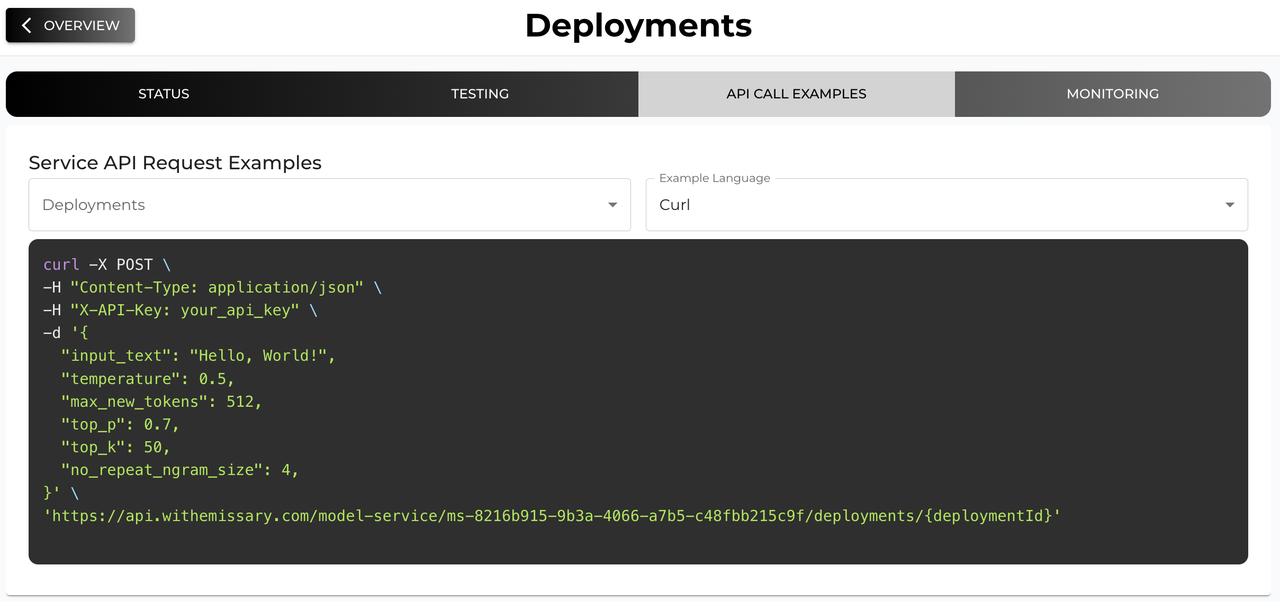 OVERVIEW
Deployments
STATUS
TESTING
API CALL EXAMPLES
MONITORING
Service API Request Examples
Deployments
Example Language
Curl
curl -X POST \
-H "Content-Type: application/json" \
-H "X-API-Key: your_api_key" \
-d '{
  "input_text": "Hello, World!",
  "temperature": 0.5,
  "max_new_tokens": 512,
  "top_p": 0.7,
  "top_k": 50,
  "no_repeat_ngram_size": 4,
}' \
'https://api.withemissary.com/model-service/ms-8216b915-9b3a-4066-a7b5-c48fbb215c9f/deployments/{deploymentId}'